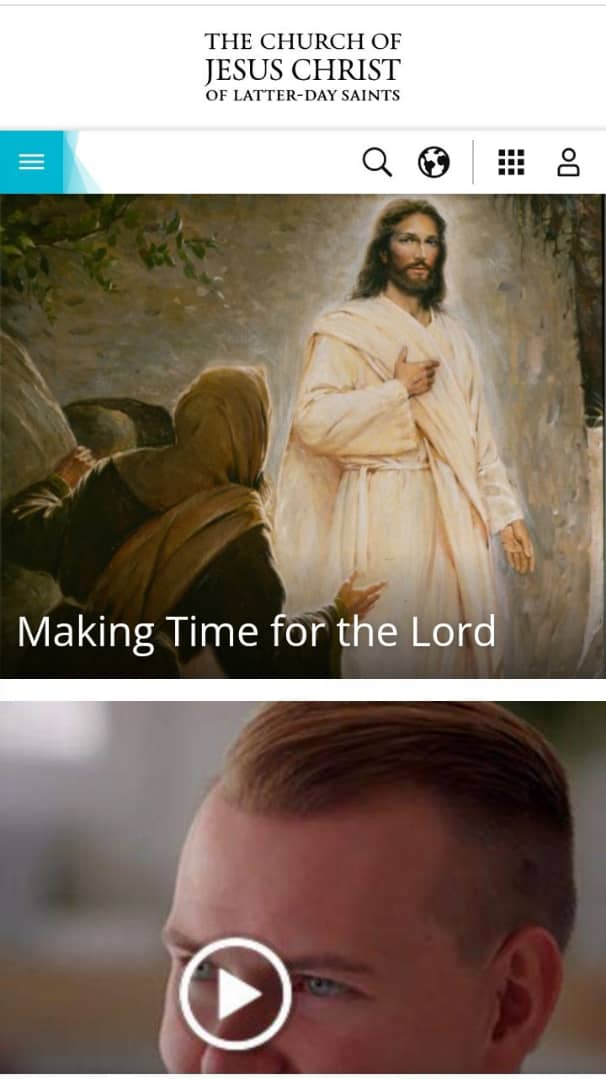 THE CHURCH OF
JESUS CHRIST
OF LATTER-DAY SAINTS
Making Time for the Lord